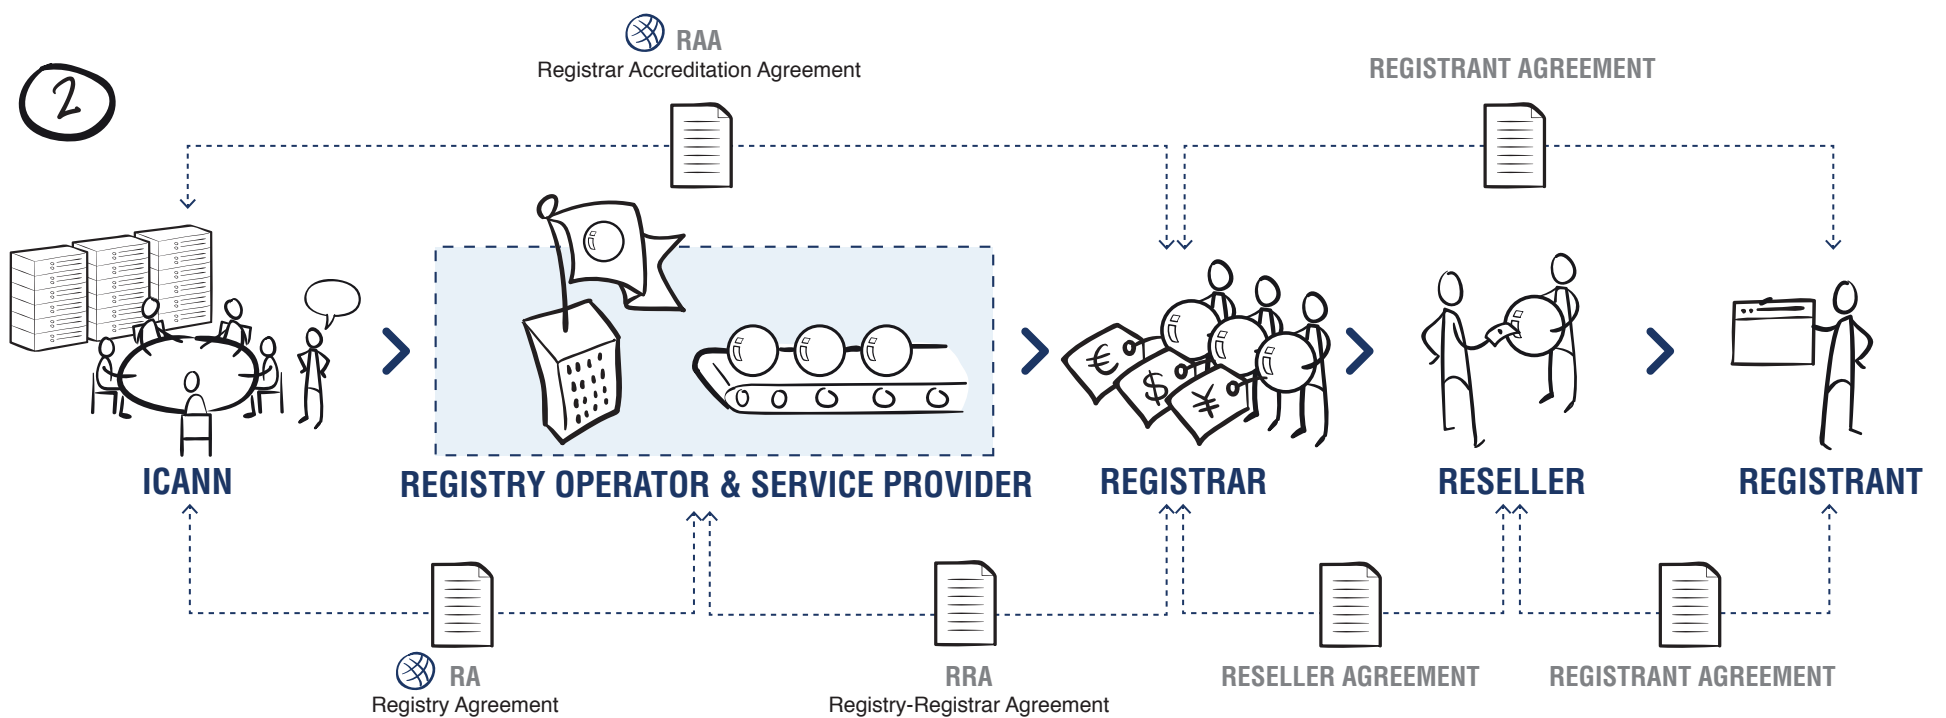 RAA
Registrar Accreditation Agreement
REGISTRANT AGREEMENT
2
€
$
¥
ICANN
REGISTRY OPERATOR & SERVICE PROVIDER
REGISTRAR
RESELLER
REGISTRANT
RA
Registry Agreement
RRA
Registry-Registrar Agreement
RESELLER AGREEMENT
REGISTRANT AGREEMENT